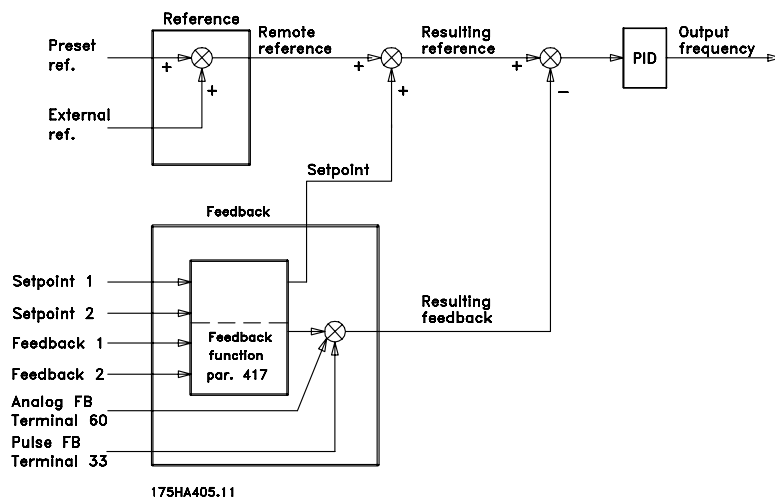 Reference
Preset
ref.
+
+
External
ref.
Remote
reference
+
+
Resulting
reference
+
−
PID
Output
frequency
Setpoint
Feedback
Setpoint 1
Setpoint 2
Feedback 1
Feedback 2
Feedback
function
par. 417
Analog FB
Terminal 60
Pulse FB
Terminal 33
Resulting
feedback
175HA405.11